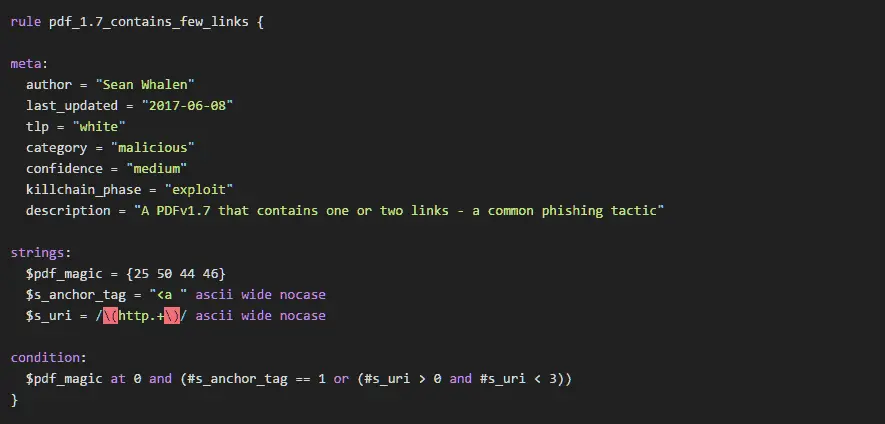 rule pdf_1.7_contains_few_links {
meta:
author = "Sean Whalen"
last_updated = "2017-06-08"
tlp = "white"
category = "malicious"
confidence = "medium"
killchain_phase = "exploit"
description = "A PDFv1.7 that contains one or two links - a common phishing tactic"
strings:
$pdf_magic = {25 50 44 46}
$s_anchor_tag = "<a " ascii wide nocase
$s_uri = /\(http.+\)/ ascii wide nocase
condition:
$pdf_magic at 0 and (#s_anchor_tag == 1 or (#s_uri > 0 and #s_uri < 3))
}